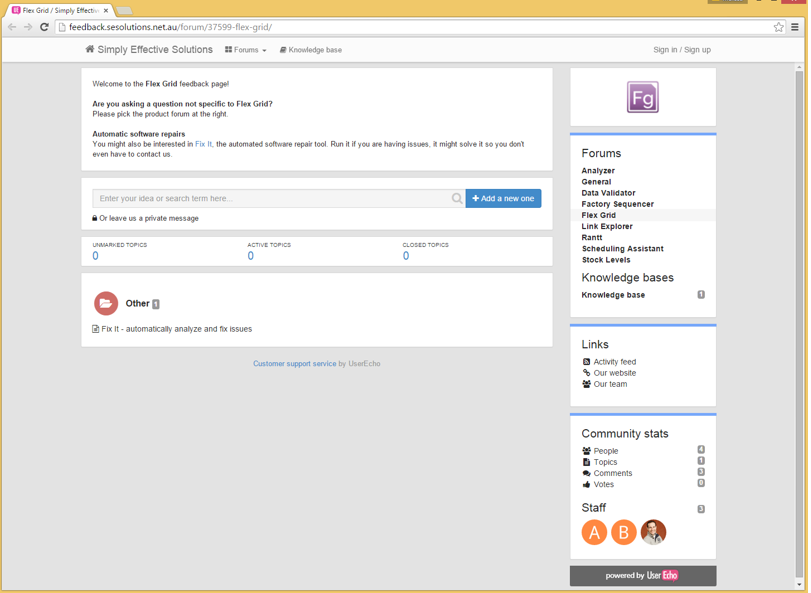 Flex Grid / Simply Effective
feedback.sesolutions.net.au/forum/37599-flex-grid/
Simply Effective Solutions Forums Knowledge base Sign in / Sign up
Welcome to the Flex Grid feedback page!
Are you asking a question not specific to Flex Grid?
Please pick the product forum at the right.
Automatic software repairs
You might also be interested in Fix It, the automated software repair tool. Run it if you are having issues, it might solve it so you don't
even have to contact us.
Enter your idea or search term here...
Add a new one
Or leave us a private message
UNMARKED TOPICS ACTIVE TOPICS CLOSED TOPICS
0 0 0
Other 1
Fix It - automatically analyze and fix issues
Customer support service by UserEcho
Fg
Forums
Analyzer
General
Data Validator
Factory Sequencer
Flex Grid
Link Explorer
Rantt
Scheduling Assistant
Stock Levels
Knowledge bases
Knowledge base 1
Links
Activity feed
Our website
Our team
Community stats
People 4
Topics 1
Comments 3
Votes 0
Staff 3
A B
powered by User Echo